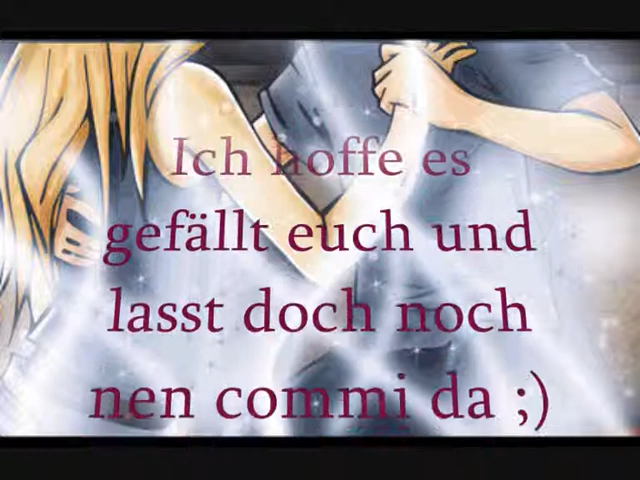 Ich hoffe es
gefällt euch und
lasst doch noch
nen commi da ;)